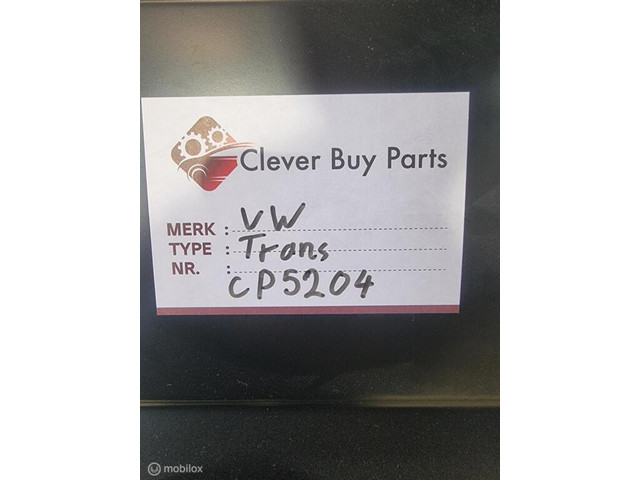 Clever Buy Parts
MERK : VW
TYPE : Trans
NR. : CP5204
mobilox